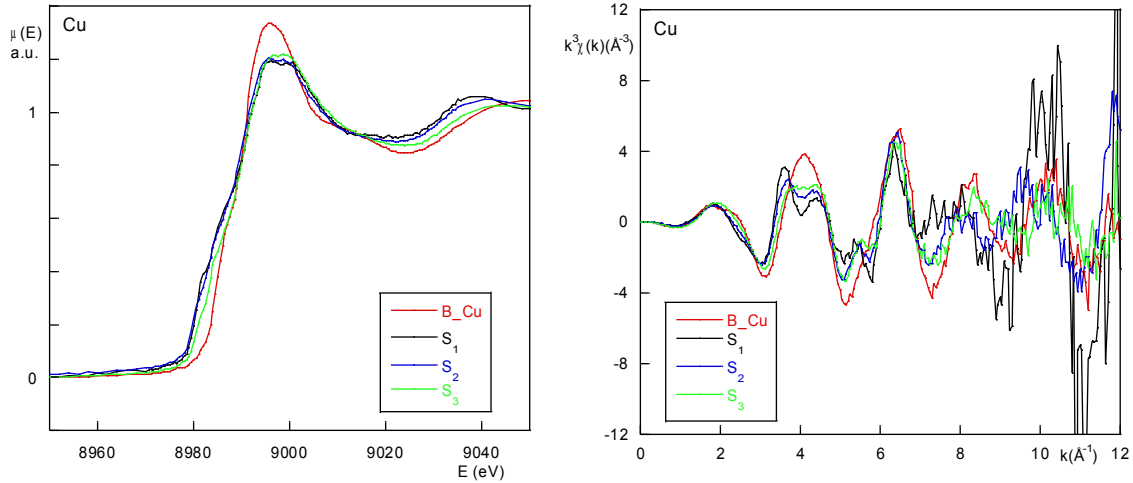 Cu
μ(E)
a.u.
1
0
B_Cu
S₁
S₂
S₃
8960 8980 9000 9020 9040
E (eV)
Cu
k³χ(k)(Å⁻³)
12
8
4
0
-4
-8
-12
B_Cu
S₁
S₂
S₃
0 2 4 6 8 10 12
k(Å⁻¹)